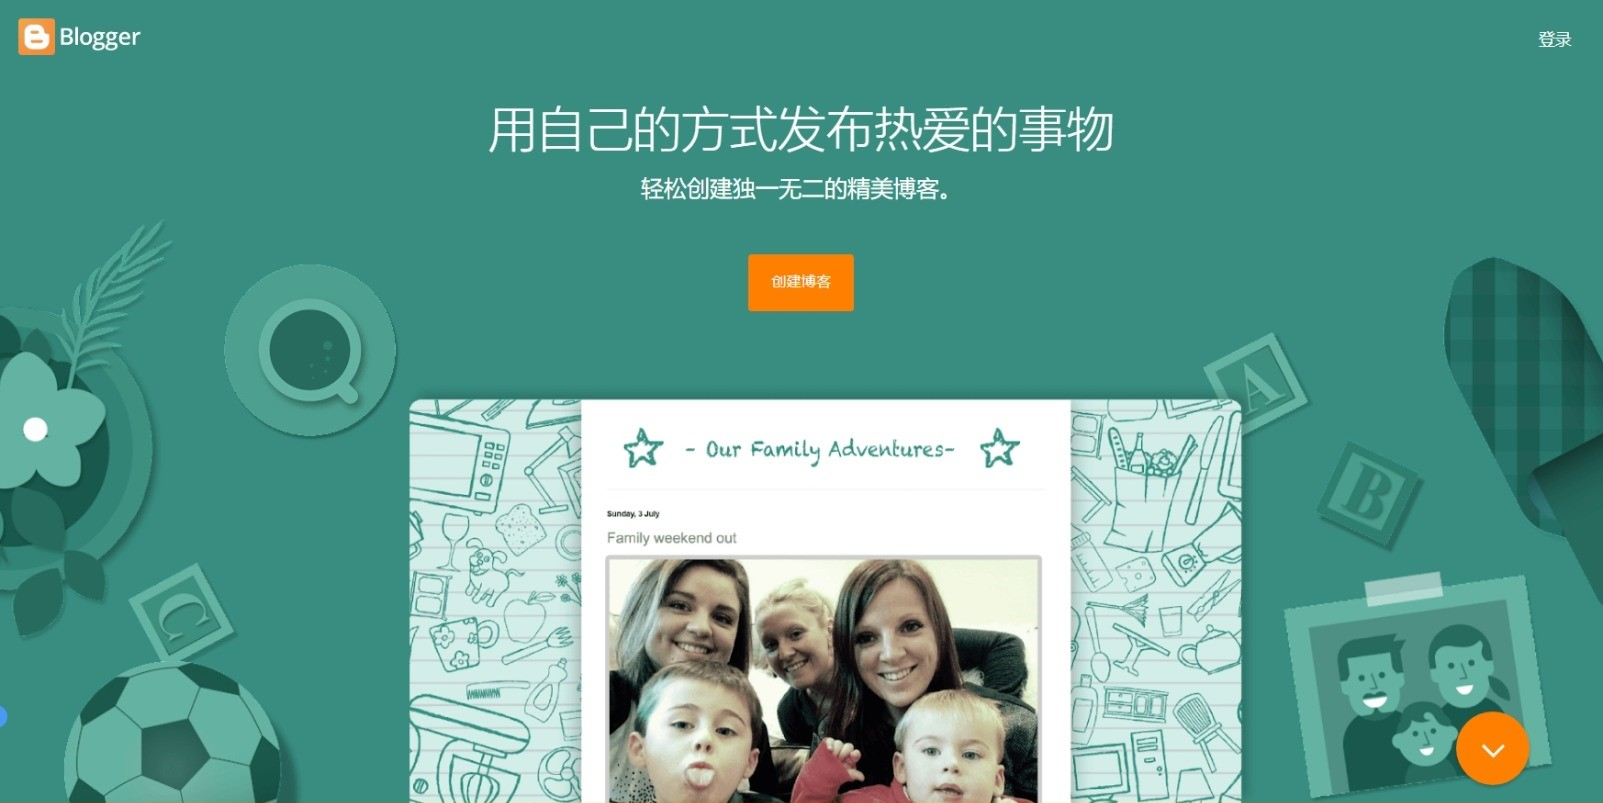 Blogger
登录
用自己的方式发布热爱的事物
轻松创建独一无二的精美博客。
创建博客
- Our Family Adventures-
Sunday, 3 July
Family weekend out
A
B
C